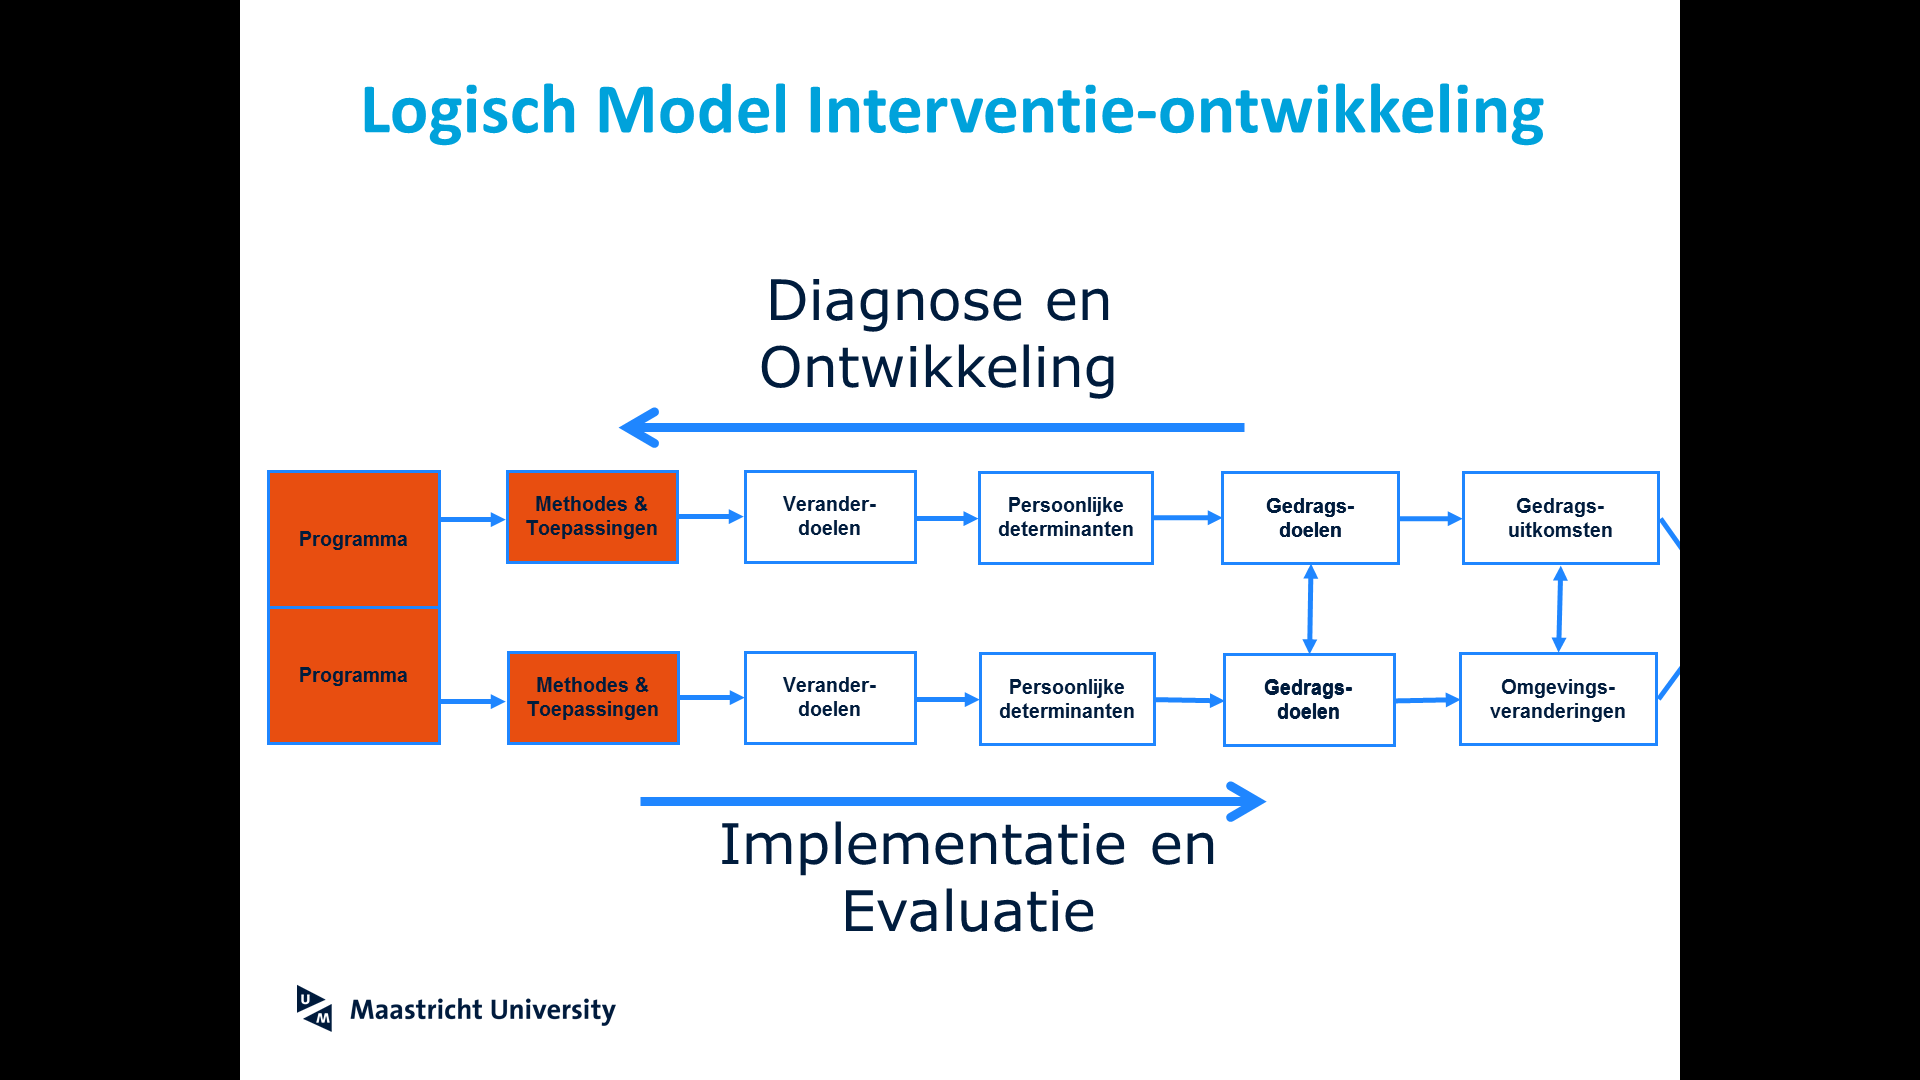 Logisch Model Interventie-ontwikkeling
Diagnose en
Ontwikkeling
Programma
Methodes &
Toepassingen
Verander-
doelen
Persoonlijke
determinanten
Gedrags-
doelen
Gedrags-
uitkomsten
Programma
Methodes &
Toepassingen
Verander-
doelen
Persoonlijke
determinanten
Gedrags-
doelen
Omgevings-
veranderingen
Implementatie en
Evaluatie
UM
Maastricht University